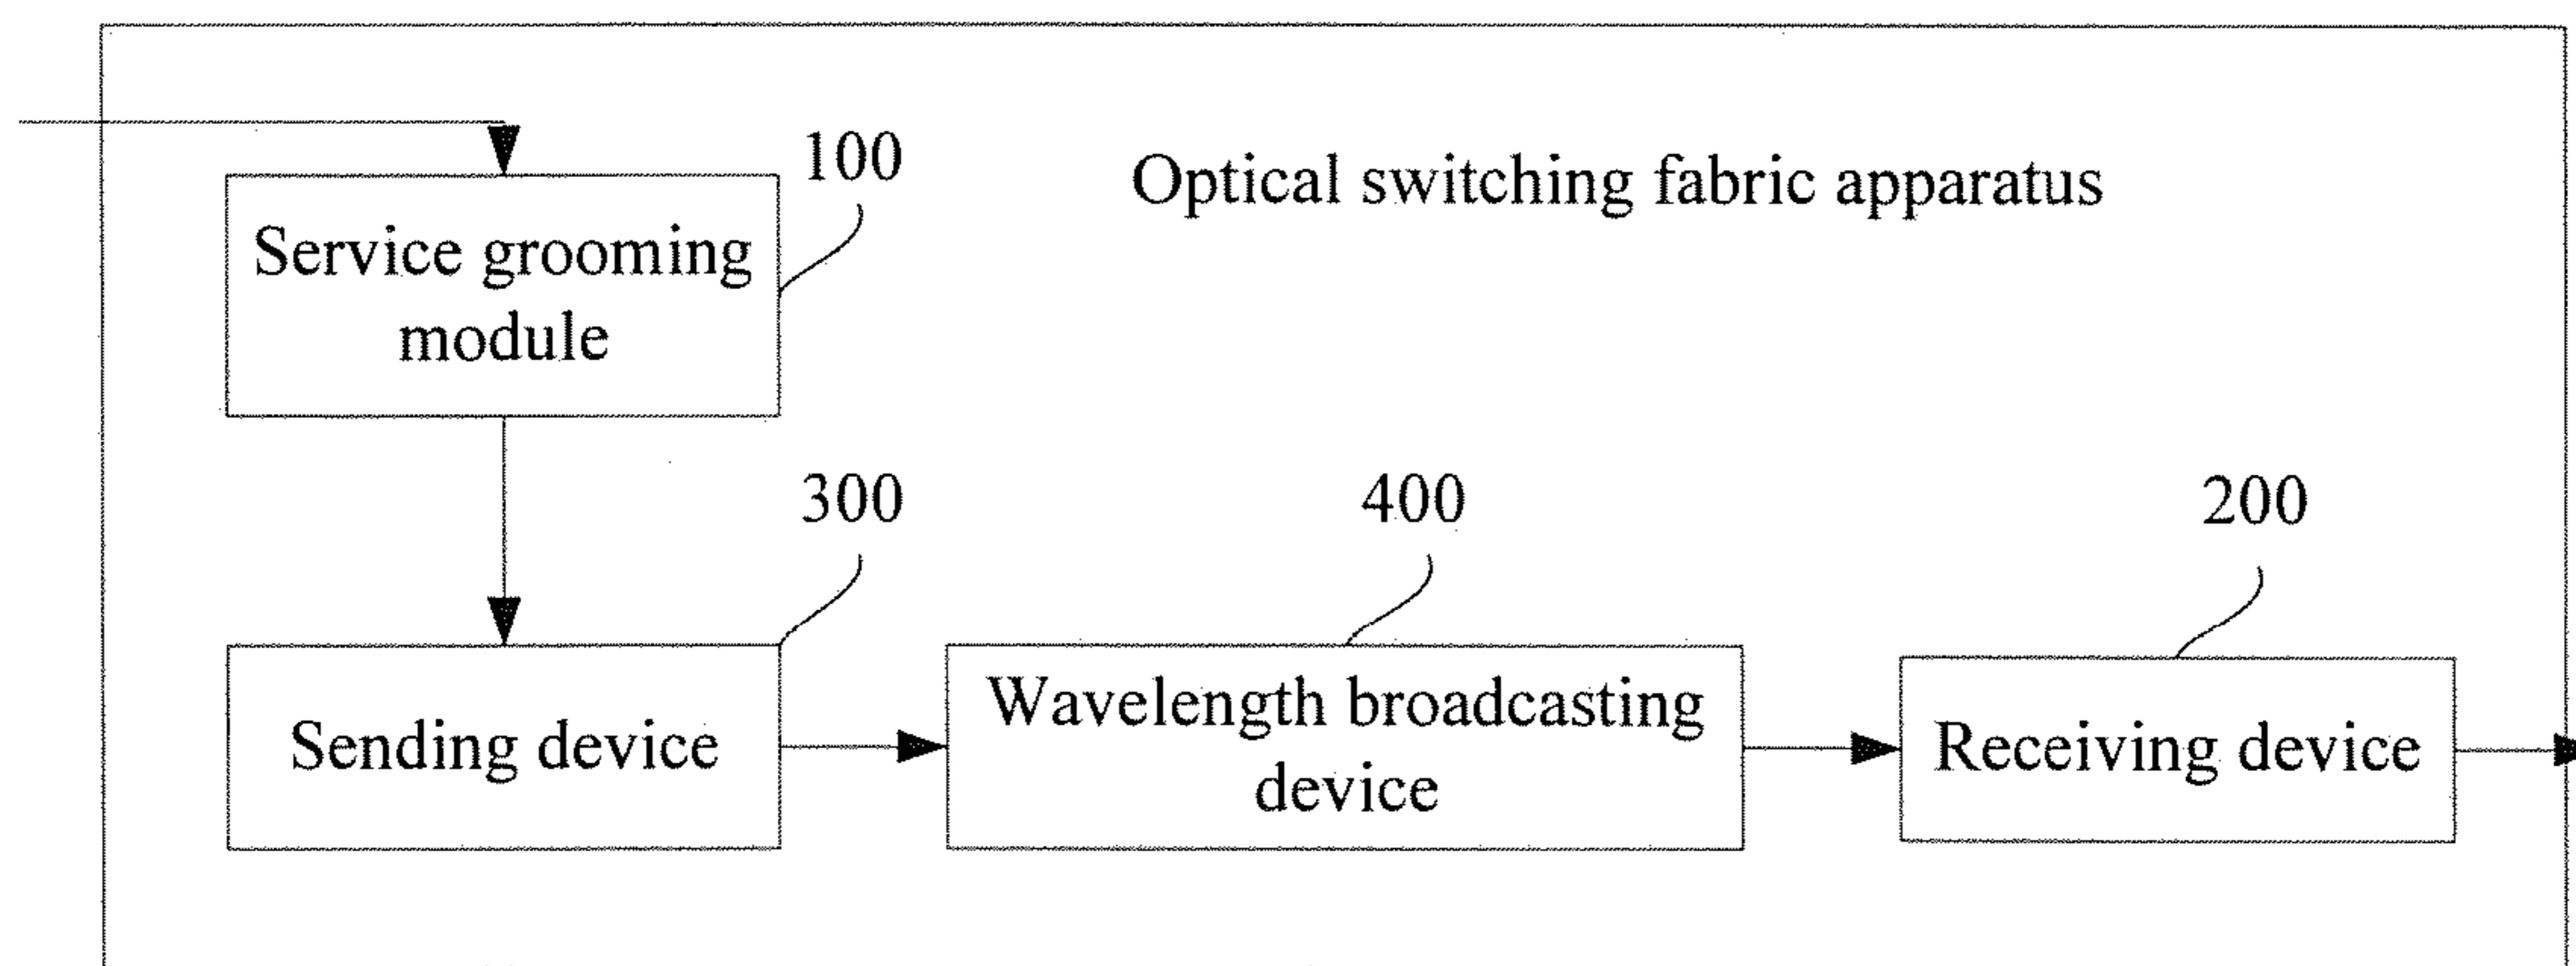 100
Optical switching fabric apparatus
Service grooming
module
300
400
200
Sending device
Wavelength broadcasting
device
Receiving device